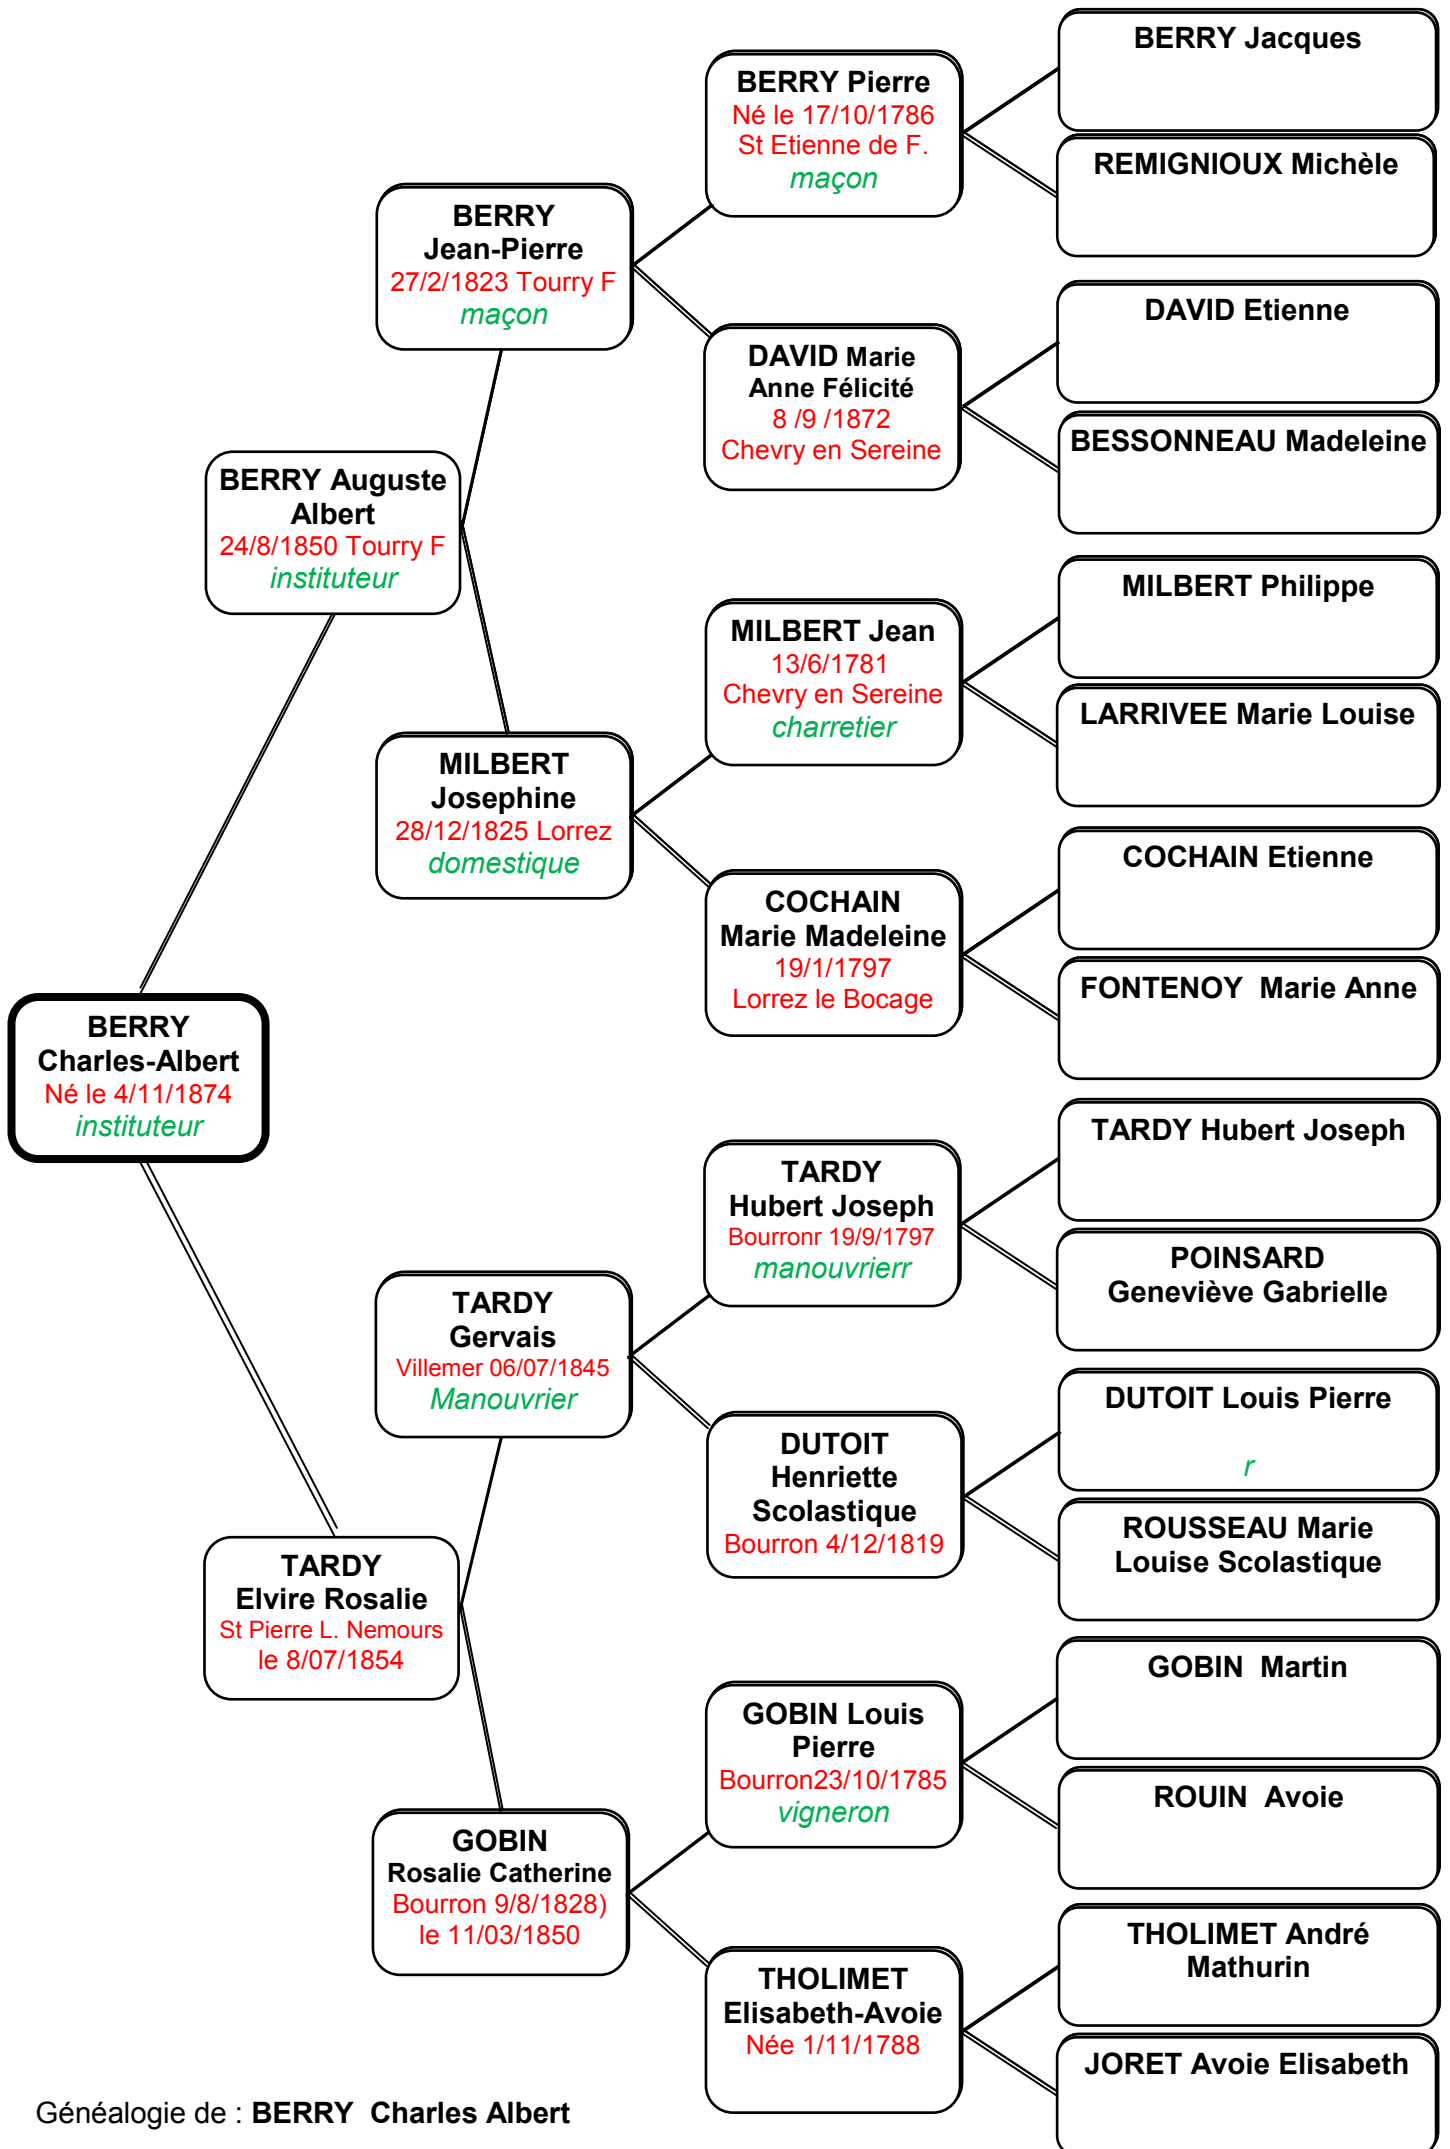 BERRY Jacques
BERRY Pierre
Né le 17/10/1786
St Etienne de F.
maçon
REMIGNIOUX Michèle
BERRY
Jean-Pierre
27/2/1823 Tourry F
maçon
DAVID Etienne
DAVID Marie
Anne Félicité
8 /9 /1872
Chevry en Sereine
BESSONNEAU Madeleine
BERRY Auguste
Albert
24/8/1850 Tourry F
instituteur
MILBERT Philippe
MILBERT Jean
13/6/1781
Chevry en Sereine
charretier
LARRIVEE Marie Louise
MILBERT
Josephine
28/12/1825 Lorrez
domestique
COCHAIN Etienne
COCHAIN
Marie Madeleine
19/1/1797
Lorrez le Bocage
FONTENOY  Marie Anne
BERRY
Charles-Albert
Né le 4/11/1874
instituteur
TARDY Hubert Joseph
TARDY
Hubert Joseph
Bourronr 19/9/1797
manouvrierr
POINSARD
Geneviève Gabrielle
TARDY
Gervais
Villemer 06/07/1845
Manouvrier
DUTOIT Louis Pierre
r
DUTOIT
Henriette
Scolastique
Bourron 4/12/1819
ROUSSEAU Marie
Louise Scolastique
TARDY
Elvire Rosalie
St Pierre L. Nemours
le 8/07/1854
GOBIN  Martin
GOBIN Louis
Pierre
Bourron23/10/1785
vigneron
ROUIN  Avoie
GOBIN
Rosalie Catherine
Bourron 9/8/1828)
le 11/03/1850
THOLIMET André
Mathurin
THOLIMET
Elisabeth-Avoie
Née 1/11/1788
JORET Avoie Elisabeth
Généalogie de : BERRY  Charles Albert